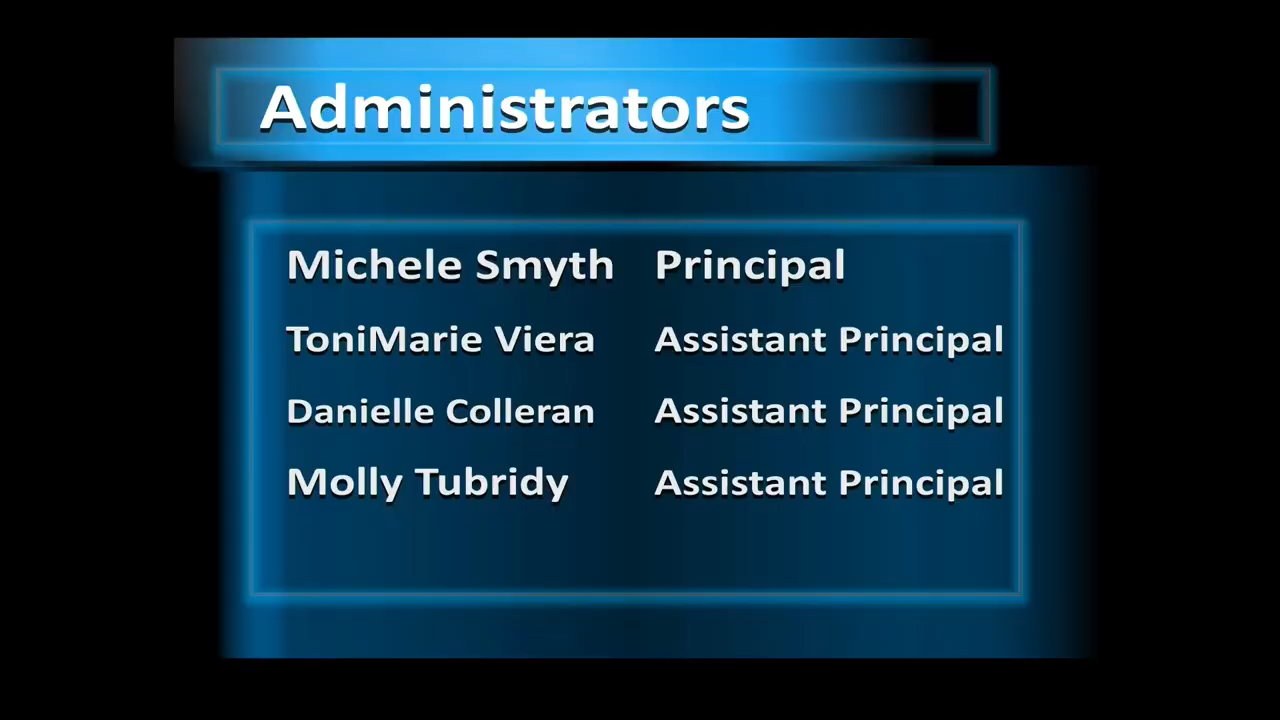 Administrators
Michele Smyth Principal
ToniMarie Viera Assistant Principal
Danielle Colleran Assistant Principal
Molly Tubridy Assistant Principal